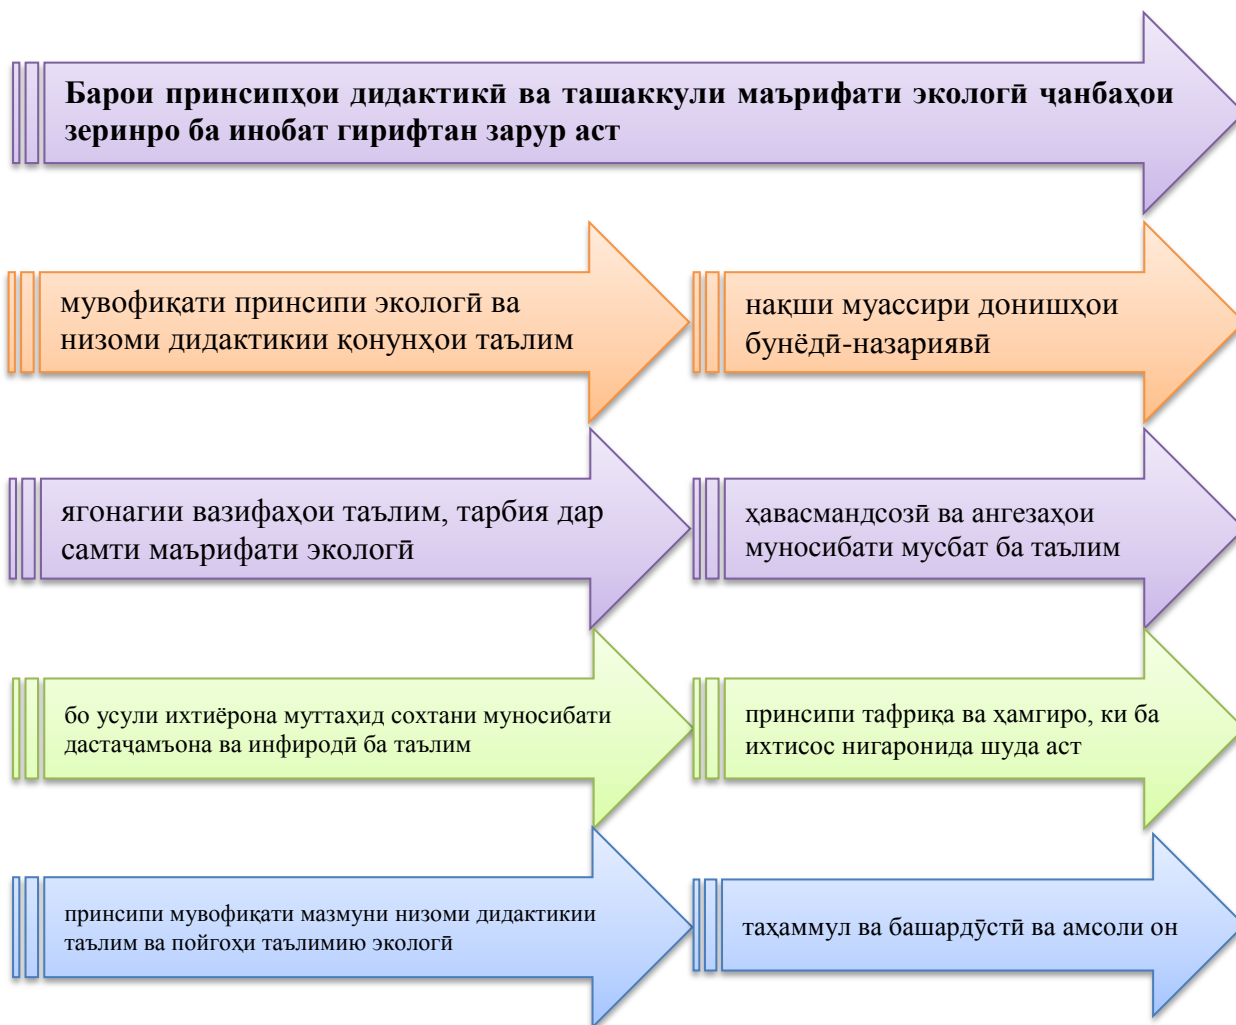 Барои принсипҳои дидактикӣ ва ташаккули маърифати экологӣ ҷанбаҳои
зеринро ба инобат гирифтан зарур аст
мувофиқати принсипи экологӣ ва
низоми дидактикии қонунҳои таълим
нақши муассири донишҳои
бунёдӣ-назариявӣ
ягонагии вазифаҳои таълим, тарбия дар
самти маърифати экологӣ
ҳавасмандсозӣ ва ангезаҳои
муносибати мусбат ба таълим
бо усули ихтиёрона муттаҳид сохтани муносибати
дастаҷамъона ва инфиродӣ ба таълим
принсипи тафриқа ва ҳамгиро, ки ба
ихтисос нигаронида шуда аст
принсипи мувофиқати мазмуни низоми дидактикии
таълим ва пойгоҳи таълимию экологӣ
таҳаммул ва башардӯстӣ ва амсоли он